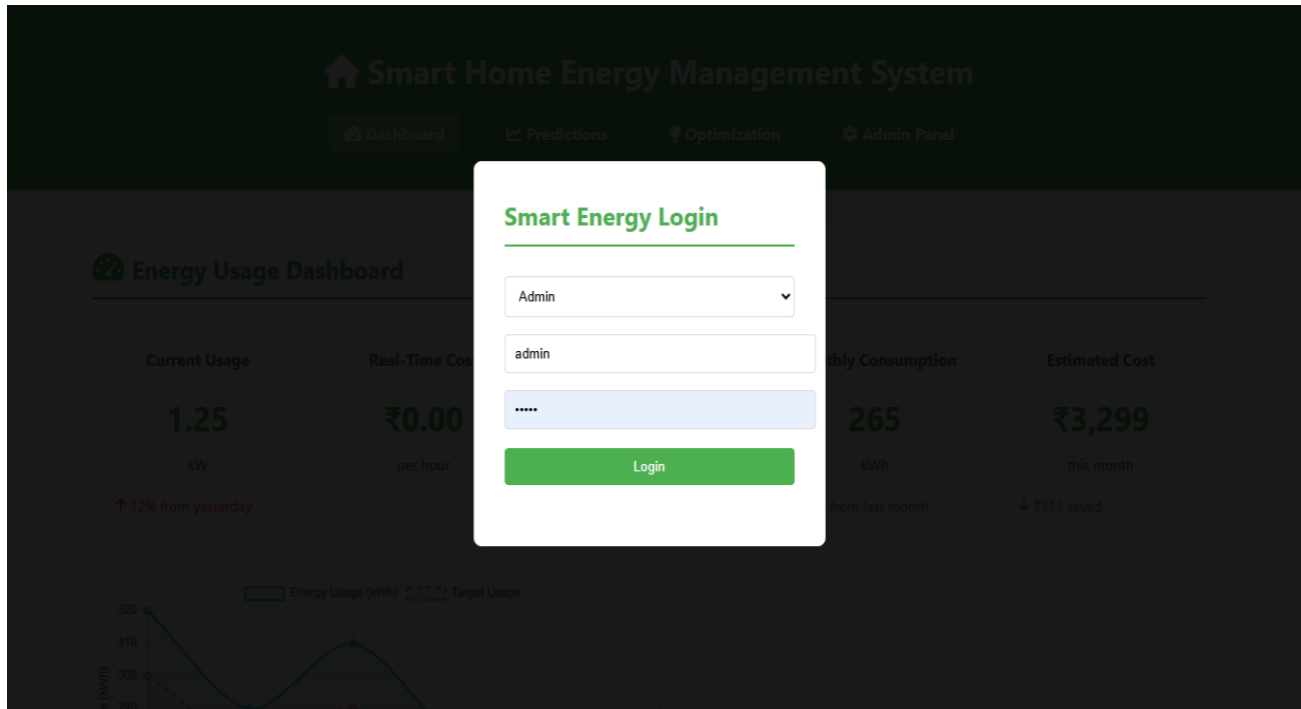 Smart Home Energy Management System
Dashboard Predictions Optimization Admin Panel
Smart Energy Login
Energy Usage Dashboard
Admin
admin
•••••
Login
Current Usage Real-Time Cos thly Consumption Estimated Cost
1.25 ₹0.00 265 ₹3,299
kW per hour kWh this month
↑ 12% from yesterday from last month ↓ ₹311 saved
Energy Usage (kWh) Target Usage
320
310
300
290
(kWh)